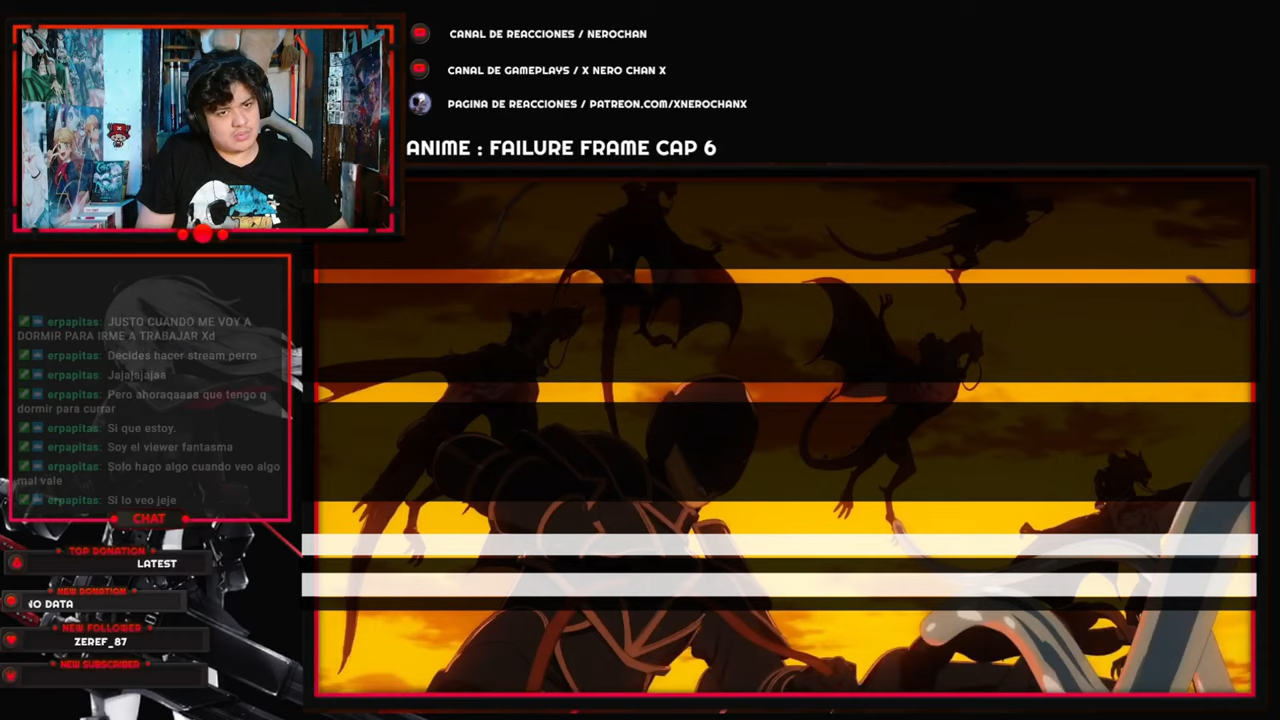 CANAL DE REACCIONES / NEROCHAN
CANAL DE GAMEPLAYS / X NERO CHAN X
PAGINA DE REACCIONES / PATREON.COM/XNEROCHANX
ANIME : FAILURE FRAME CAP 6
erpapitas: JUSTO CUANDO ME VOY A
DORMIR PARA IRME A TRABAJAR Xd
erpapitas: Decides hacer stream perro
erpapitas: Jajajajajaa
erpapitas: Pero ahoraqaaaa que tengo q
dormir para currar
erpapitas: Si que estoy.
erpapitas: Soy el viewer fantasma
erpapitas: Solo hago algo cuando veo algo
mal vale
erpapitas: Si lo veo jeje
CHAT
TOP DONATION
LATEST
NEW DONATION
NO DATA
NEW FOLLOWER
ZEREF_87
NEW SUBSCRIBER